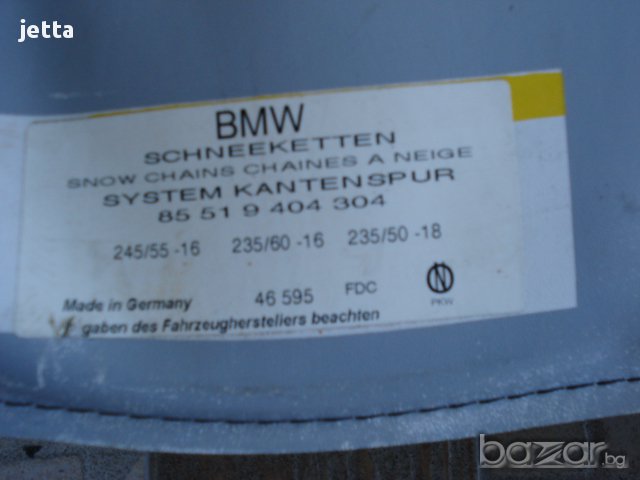 jetta
BMW
SCHNEEKETTEN
SNOW CHAINS CHAINES A NEIGE
SYSTEM KANTENSPUR
85 51 9 404 304
245/55 -16 235/60 -16 235/50 -18
Made in Germany 46 595 FDC PKW
gaben des Fahrzeugherstellers beachten
bazar.bg